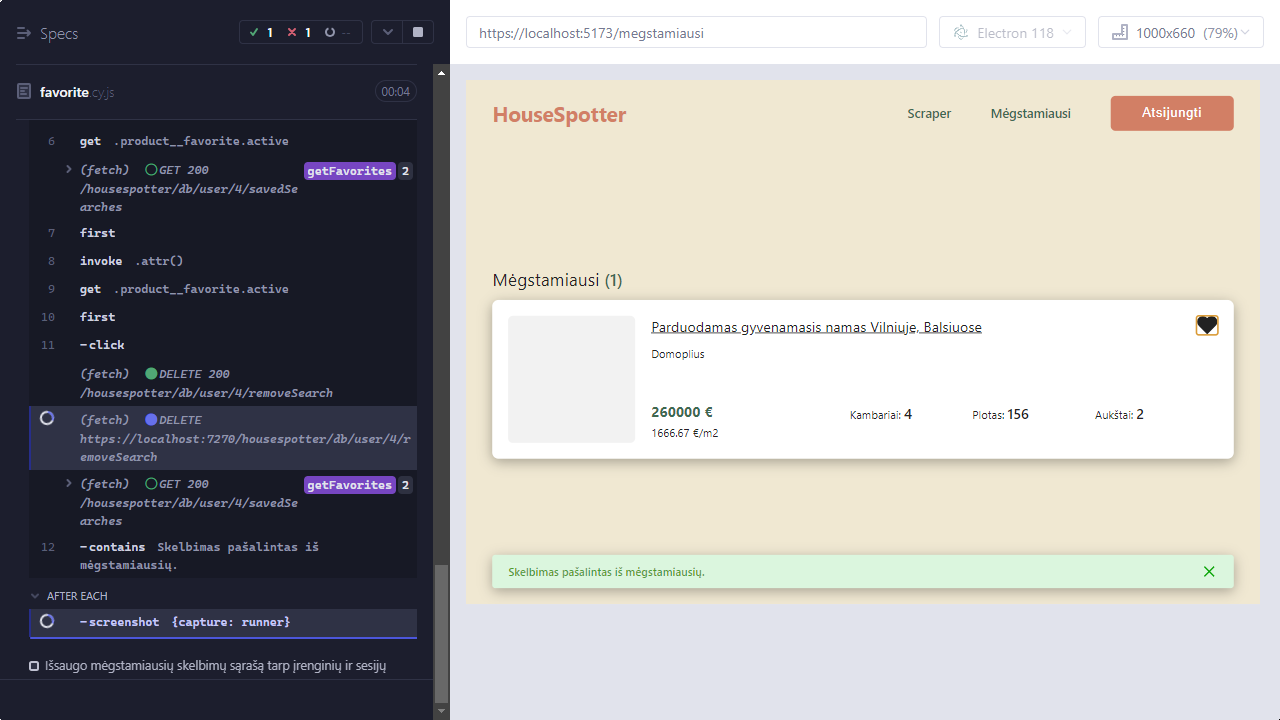 Specs
1
1
--
https://localhost:5173/megstamiausi
Electron 118
1000x660 (79%)
favorite.cy.js
00:04
6 get .product__favorite.active
(fetch) GET 200 getFavorites 2
/housespotter/db/user/4/savedSe
arches
7 first
8 invoke .attr()
9 get .product__favorite.active
10 first
11 -click
(fetch) DELETE 200
/housespotter/db/user/4/removeSearch
(fetch) DELETE
https://localhost:7270/housespotter/db/user/4/r
emoveSearch
(fetch) GET 200 getFavorites 2
/housespotter/db/user/4/savedSe
arches
12 -contains Skelbimas pašalintas iš
mėgstamiausių.
AFTER EACH
-screenshot {capture: runner}
Išsaugo mėgstamiausių skelbimų sąrašą tarp įrenginių ir sesijų
HouseSpotter
Scraper
Mėgstamiausi
Atsijungti
Mėgstamiausi (1)
Parduodamas gyvenamasis namas Vilniuje, Balsiuose
Domoplius
260000 €
1666.67 €/m2
Kambariai: 4
Plotas: 156
Aukštai: 2
Skelbimas pašalintas iš mėgstamiausių.